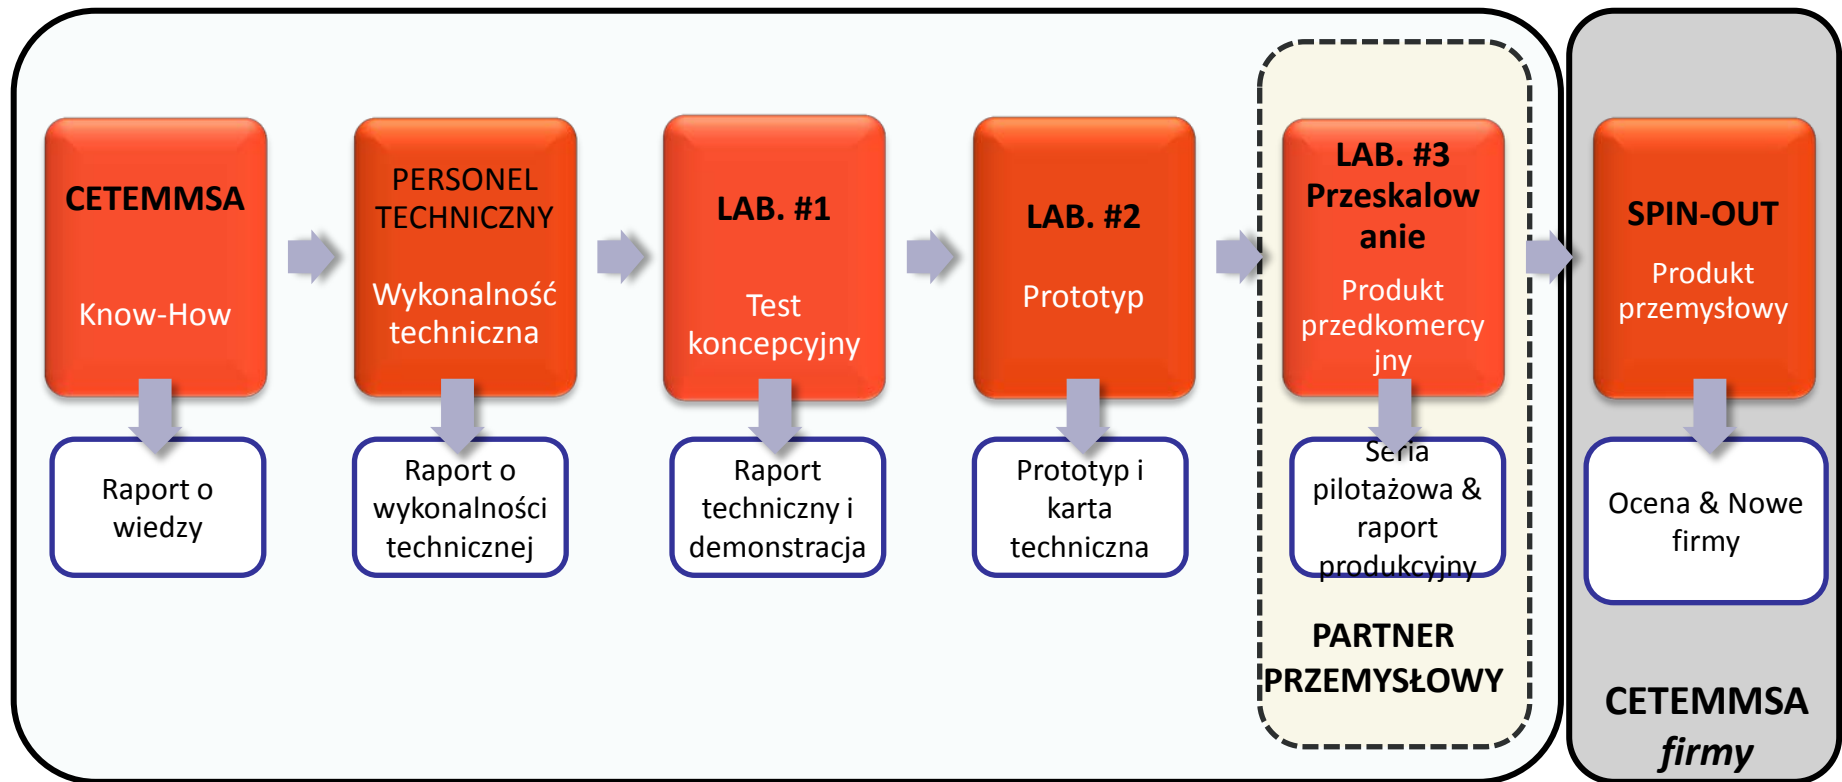 CETEMMSA
Know-How
PERSONEL
TECHNICZNY
Wykonalność
techniczna
LAB. #1
Test
koncepcyjny
LAB. #2
Prototyp
LAB. #3
Przeskalow
anie
Produkt
przedkomercy
jny
SPIN-OUT
Produkt
przemysłowy
Raport o
wiedzy
Raport o
wykonalności
technicznej
Raport
techniczny i
demonstracja
Prototyp i
karta
techniczna
Seria
pilotażowa &
raport
produkcyjny
Ocena & Nowe
firmy
PARTNER
PRZEMYSŁOWY
CETEMMSA
firmy